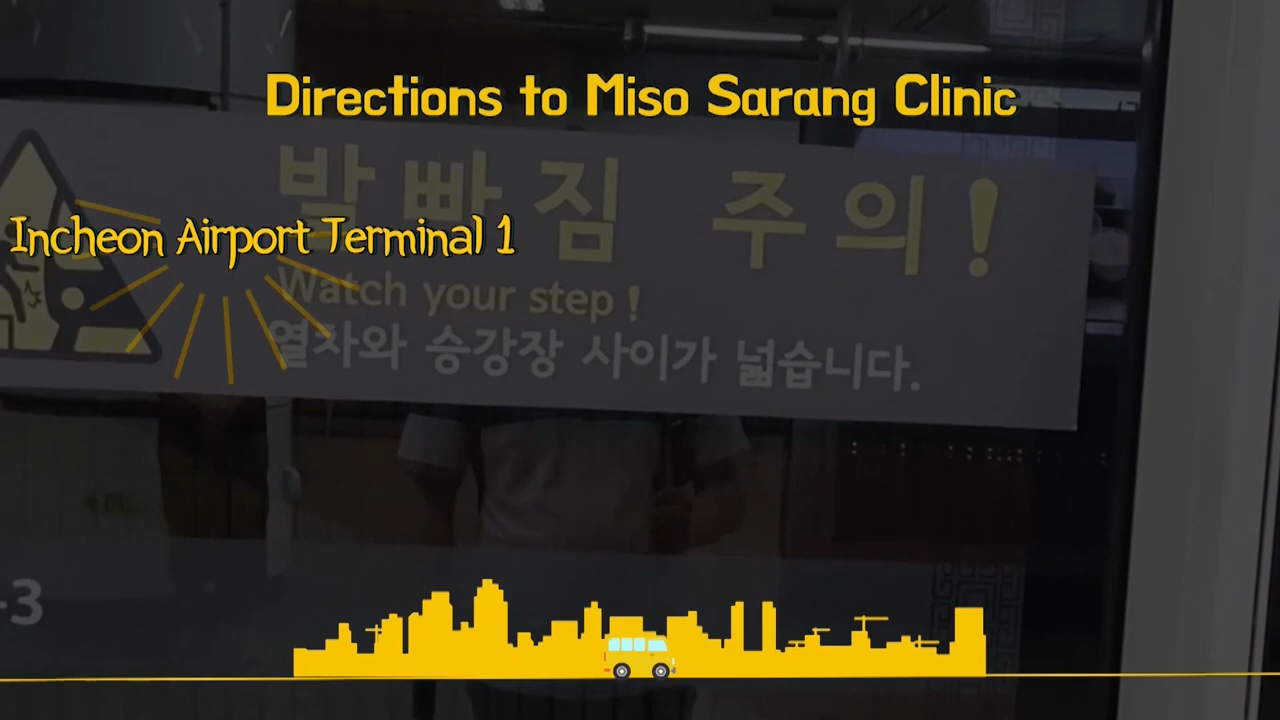 Directions to Miso Sarang Clinic
발빠짐 주의!
Incheon Airport Terminal 1
Watch your step !
열차와 승강장 사이가 넓습니다.
-3